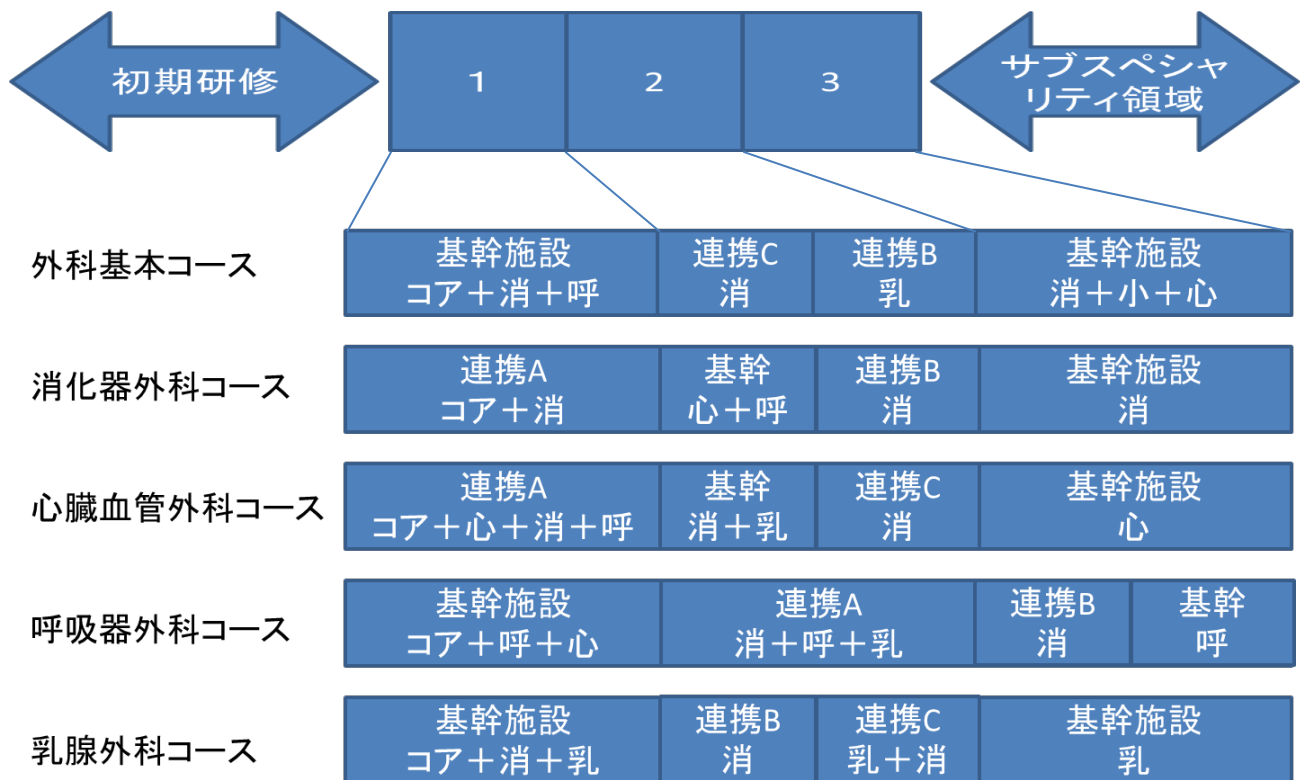 初期研修
1
2
3
サブスペシャ
リティ領域
外科基本コース
基幹施設
コア＋消＋呼
連携C
消
連携B
乳
基幹施設
消＋小＋心
消化器外科コース
連携A
コア＋消
基幹
心＋呼
連携B
消
基幹施設
消
心臓血管外科コース
連携A
コア＋心＋消＋呼
基幹
消＋乳
連携C
消
基幹施設
心
呼吸器外科コース
基幹施設
コア＋呼＋心
連携A
消＋呼＋乳
連携B
消
基幹
呼
乳腺外科コース
基幹施設
コア＋消＋乳
連携B
消
連携C
乳＋消
基幹施設
乳